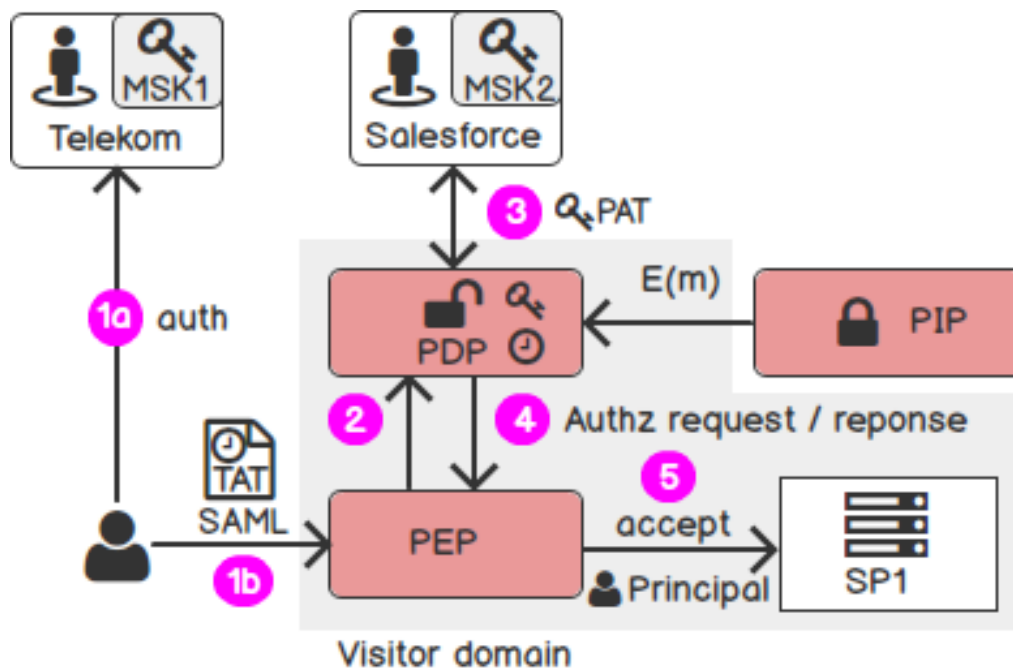 MSK1
Telekom
MSK2
Salesforce
3 PAT
1a auth
E(m)
PDP
PIP
2
4 Authz request / reponse
TAT
SAML
1b
PEP
5
accept
Principal
SP1
Visitor domain